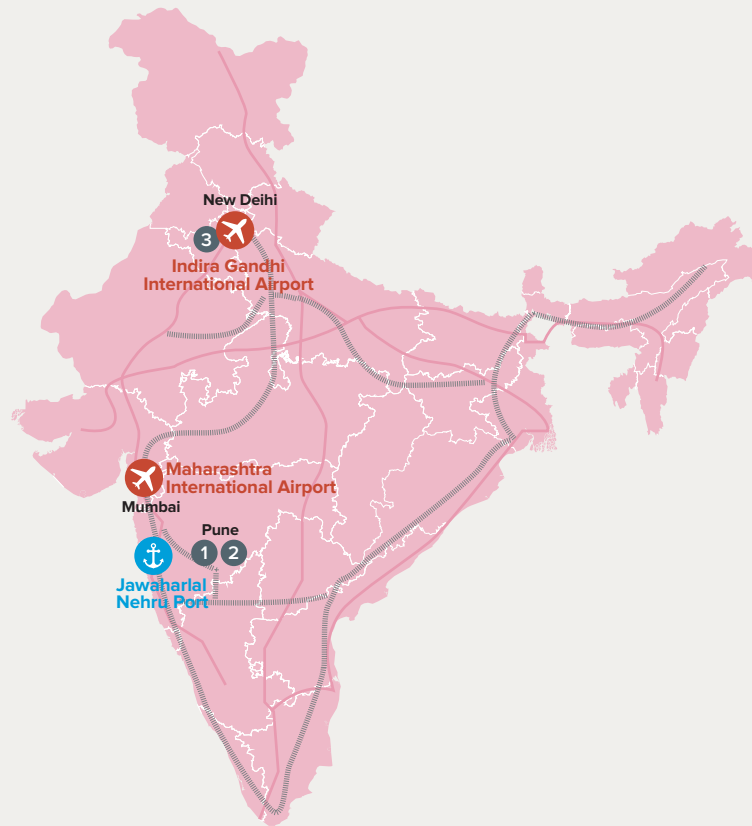 New Deihi
3
Indira Gandhi
International Airport
Maharashtra
International Airport
Mumbai
Pune
1 2
Jawaharlal
Nehru Port